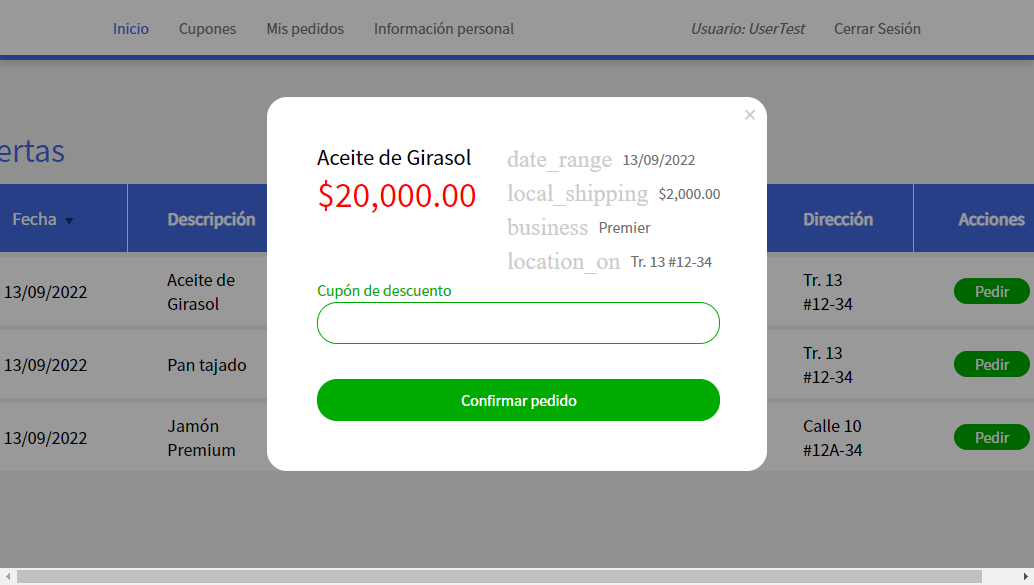 Inicio Cupones Mis pedidos Información personal Usuario: UserTest Cerrar Sesión
×
ertas
Fecha Descripción Dirección Acciones
13/09/2022 Aceite de Girasol Tr. 13 #12-34 Pedir
13/09/2022 Pan tajado Tr. 13 #12-34 Pedir
13/09/2022 Jamón Premium Calle 10 #12A-34 Pedir
Aceite de Girasol
$20,000.00
date_range 13/09/2022
local_shipping $2,000.00
business Premier
location_on Tr. 13 #12-34
Cupón de descuento
Confirmar pedido